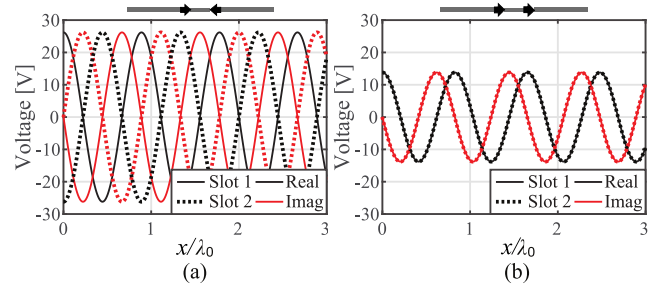 Voltage [V]
30
20
10
0
-10
-20
-30
Slot 1 Real
Slot 2 Imag
0 1 2 3
x/λ0
(a)
Voltage [V]
30
20
10
0
-10
-20
-30
Slot 1 Real
Slot 2 Imag
0 1 2 3
x/λ0
(b)